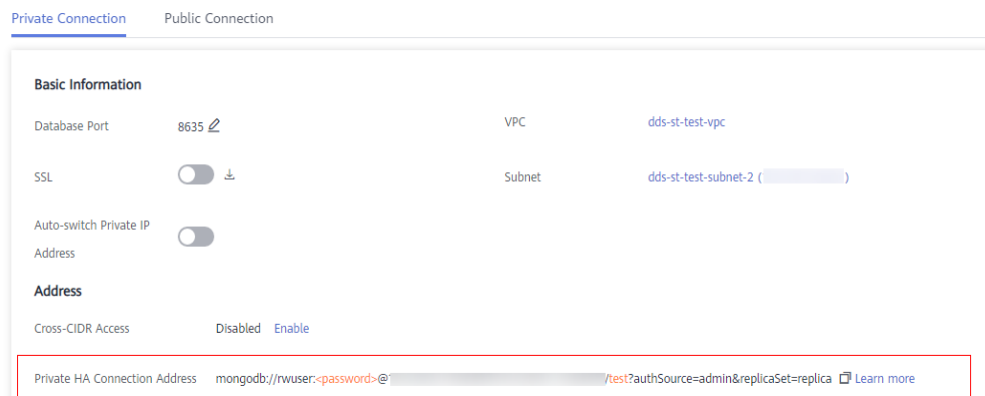 Private Connection Public Connection
Basic Information
Database Port 8635 VPC dds-st-test-vpc
SSL Subnet dds-st-test-subnet-2 ( )
Auto-switch Private IP
Address
Address
Cross-CIDR Access Disabled Enable
Private HA Connection Address mongodb://rwuser:<password>@ /test?authSource=admin&replicaSet=replica Learn more